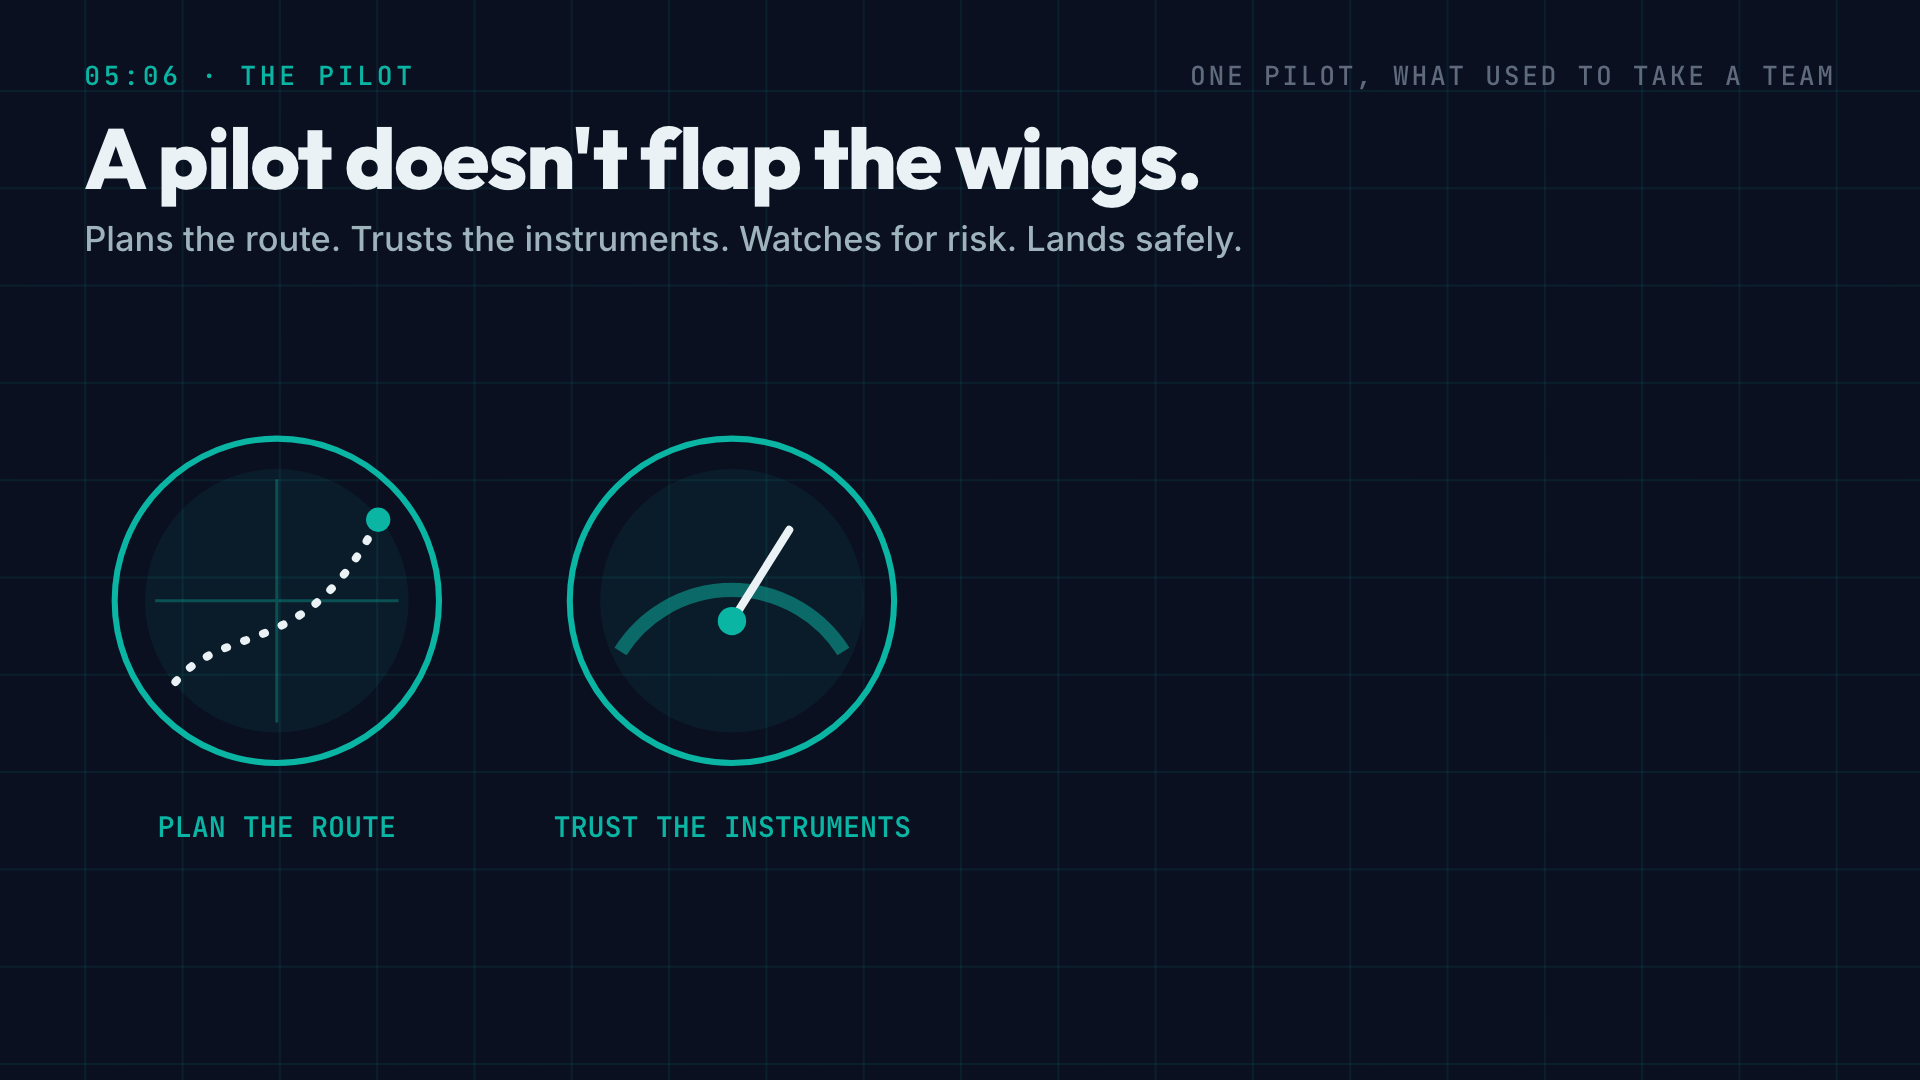 05:06 · THE PILOT
ONE PILOT, WHAT USED TO TAKE A TEAM
A pilot doesn't flap the wings.
Plans the route. Trusts the instruments. Watches for risk. Lands safely.
PLAN THE ROUTE
TRUST THE INSTRUMENTS